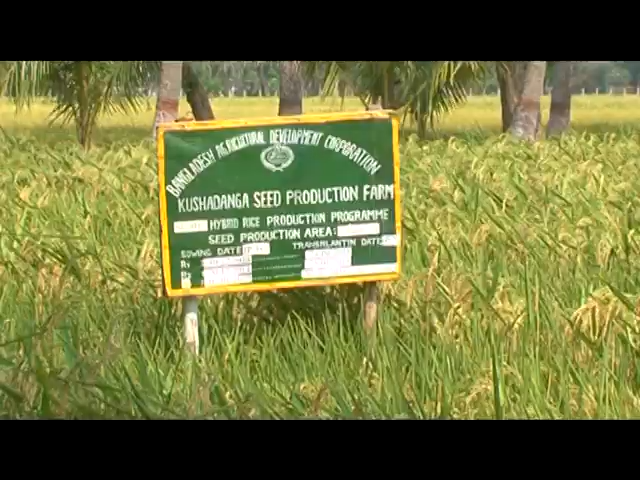 BANGLADESH AGRICULTURAL DEVELOPMENT CORPORATION
KUSHADANGA SEED PRODUCTION FARM
HYBRID RICE PRODUCTION PROGRAMME
SEED PRODUCTION AREA:
SOWING DATE TRANSPLANTIN DATE